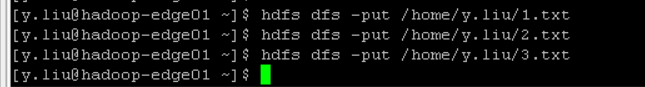 [y.liu@hadoop-edge01 ~]$ hdfs dfs -put /home/y.liu/1.txt
[y.liu@hadoop-edge01 ~]$ hdfs dfs -put /home/y.liu/2.txt
[y.liu@hadoop-edge01 ~]$ hdfs dfs -put /home/y.liu/3.txt
[y.liu@hadoop-edge01 ~]$